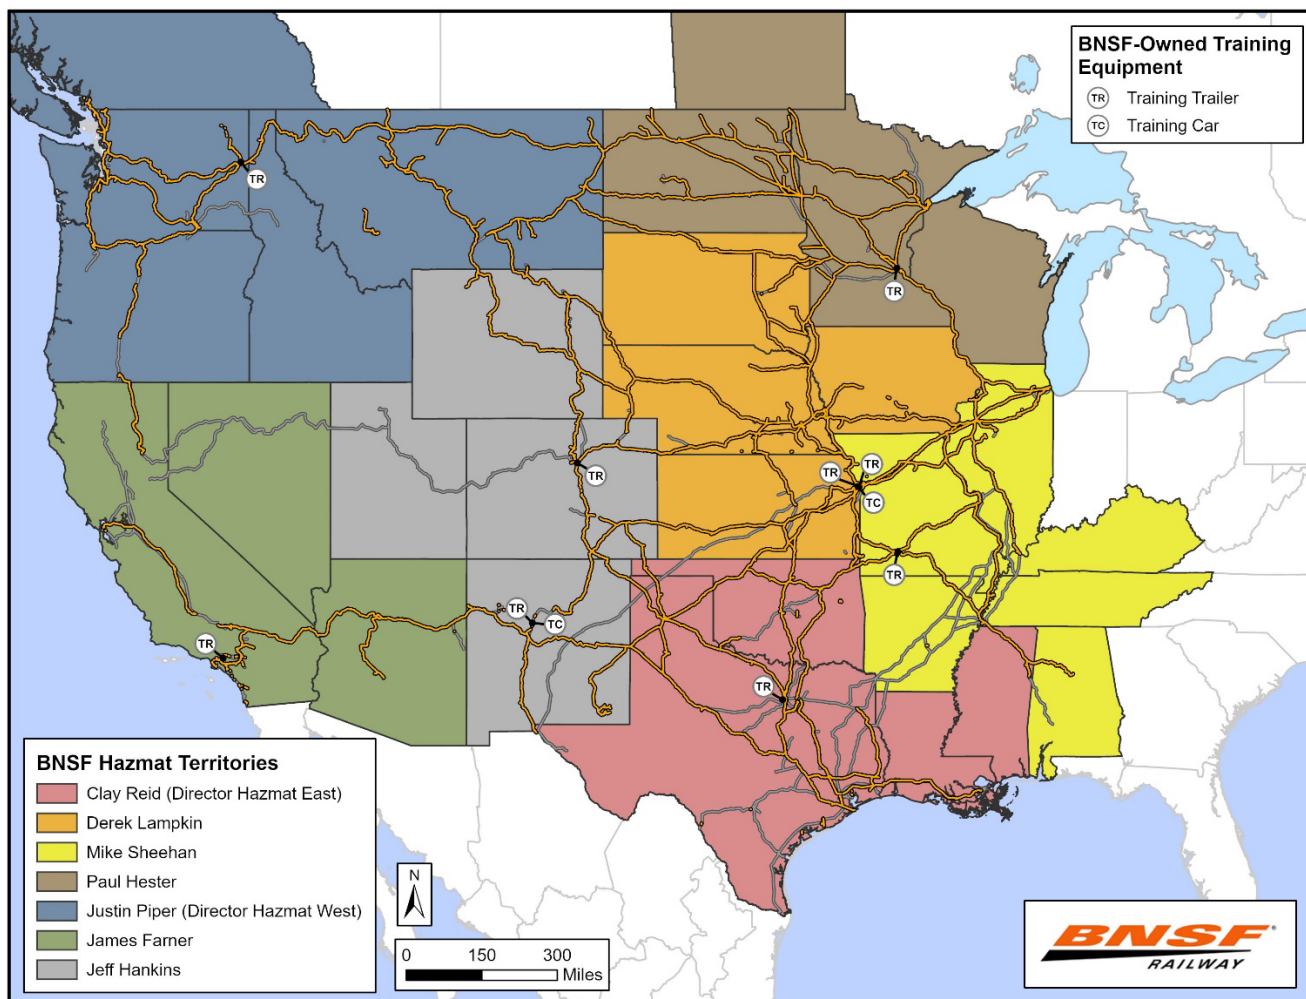 BNSF-Owned Training
Equipment
TR Training Trailer
TC Training Car
TR
TR
TR
TR
TR
TC
TR
TR
TC
TR
TR
BNSF Hazmat Territories
Clay Reid (Director Hazmat East)
Derek Lampkin
Mike Sheehan
Paul Hester
Justin Piper (Director Hazmat West)
James Farner
Jeff Hankins
N
0 150 300
Miles
BNSF
RAILWAY